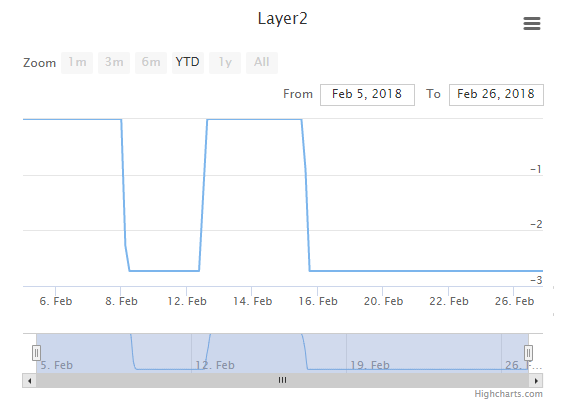 Layer2
Zoom 1m 3m 6m YTD 1y All
From Feb 5, 2018 To Feb 26, 2018
-1
-2
-3
6. Feb 8. Feb 12. Feb 14. Feb 16. Feb 20. Feb 22. Feb 26. Feb
5. Feb 12. Feb 19. Feb 26. F…
Highcharts.com